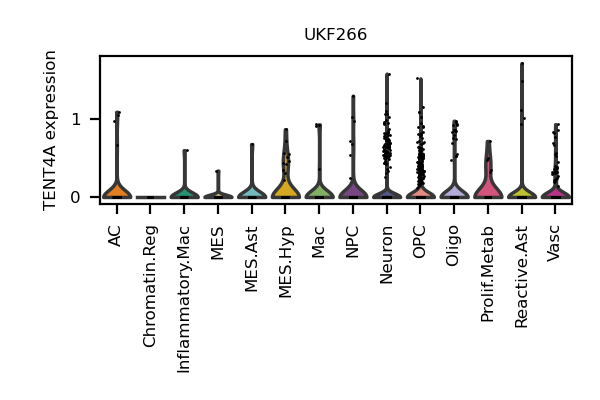 UKF266
TENT4A expression
1
0
AC
Chromatin.Reg
Inflammatory.Mac
MES
MES.Ast
MES.Hyp
Mac
NPC
Neuron
OPC
Oligo
Prolif.Metab
Reactive.Ast
Vasc